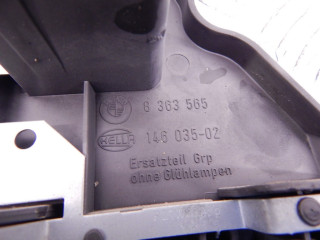 8 363 565
HELLA 146 035-02
Ersatzteil Grp
ohne Glühlampen